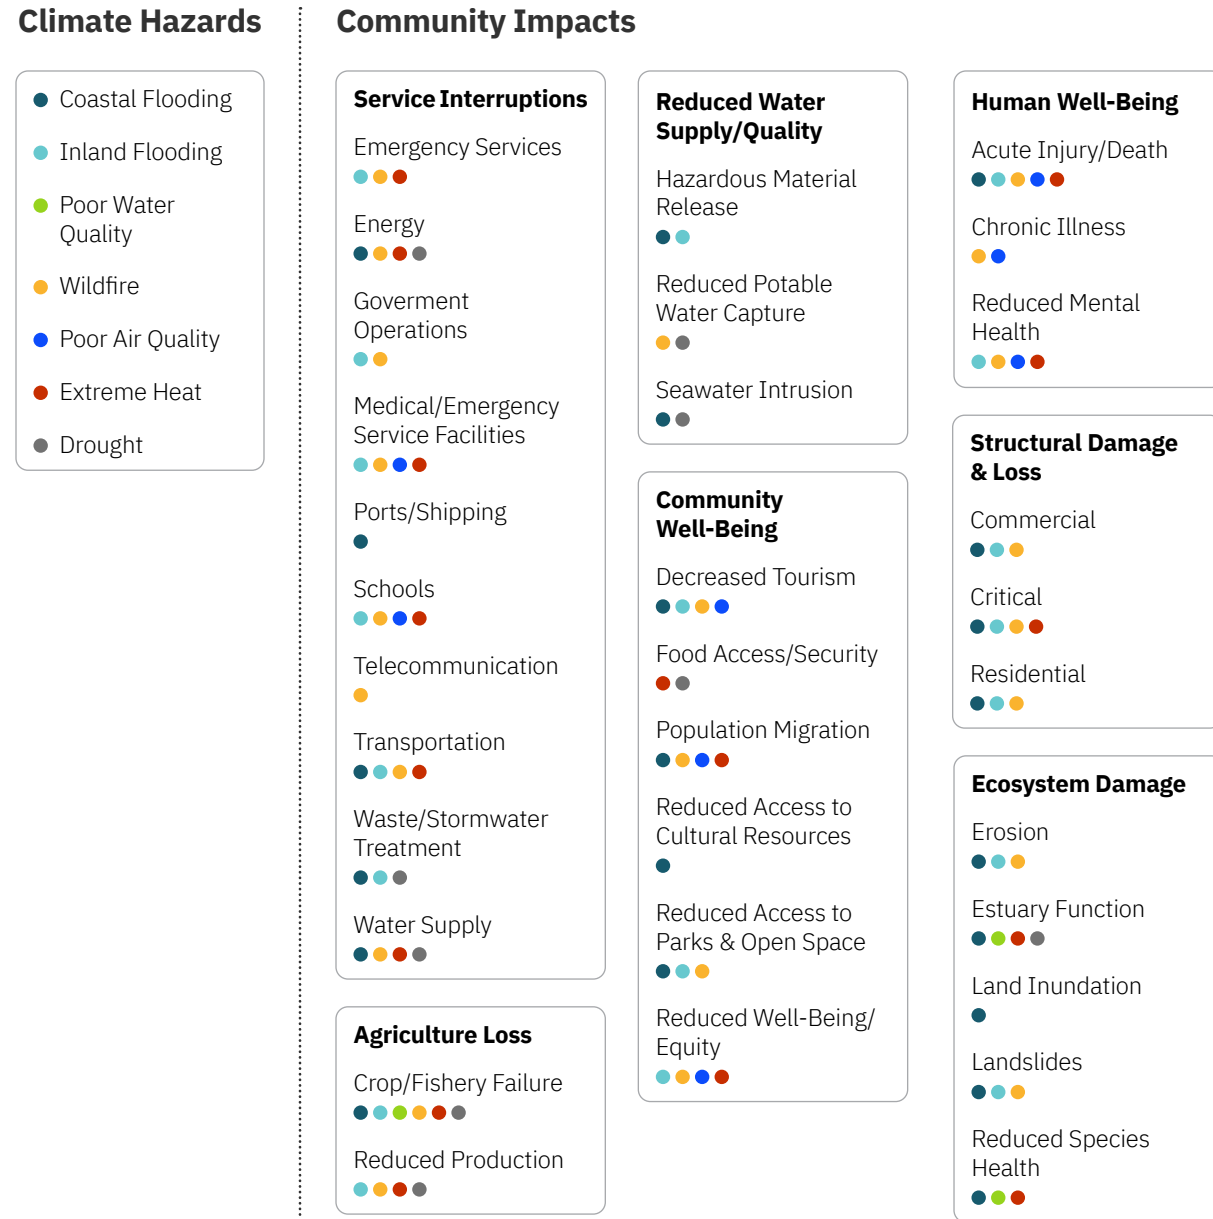 Climate Hazards
Coastal Flooding
Inland Flooding
Poor Water
Quality
Wildfire
Poor Air Quality
Extreme Heat
Drought
Community Impacts
Service Interruptions
Emergency Services
Energy
Goverment
Operations
Medical/Emergency
Service Facilities
Ports/Shipping
Schools
Telecommunication
Transportation
Waste/Stormwater
Treatment
Water Supply
Agriculture Loss
Crop/Fishery Failure
Reduced Production
Reduced Water
Supply/Quality
Hazardous Material
Release
Reduced Potable
Water Capture
Seawater Intrusion
Community
Well-Being
Decreased Tourism
Food Access/Security
Population Migration
Reduced Access to
Cultural Resources
Reduced Access to
Parks & Open Space
Reduced Well-Being/
Equity
Human Well-Being
Acute Injury/Death
Chronic Illness
Reduced Mental
Health
Structural Damage
& Loss
Commercial
Critical
Residential
Ecosystem Damage
Erosion
Estuary Function
Land Inundation
Landslides
Reduced Species
Health